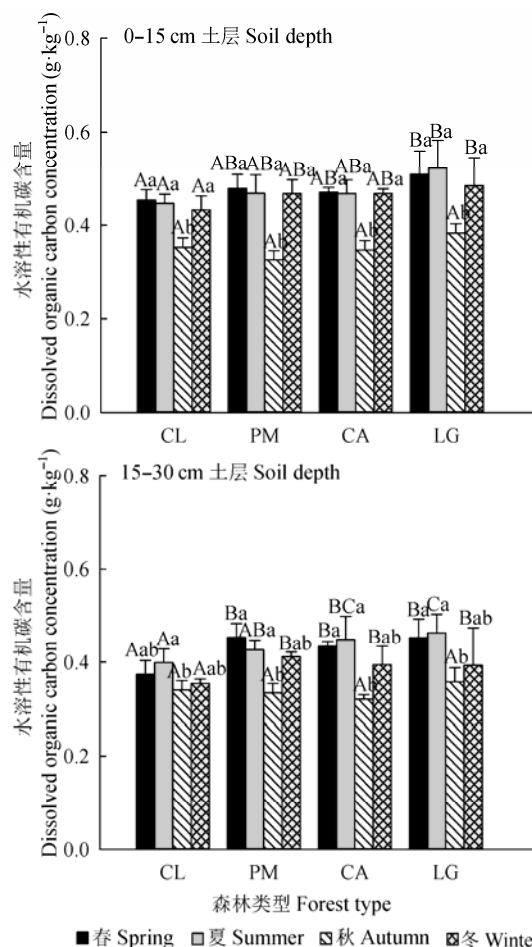 0–15 cm 土层 Soil depth
水溶性有机碳含量
Dissolved organic carbon concentration (g·kg⁻¹)
0.8
0.6
0.4
0.2
0.0
Aa Aa Ab Aa
ABa ABa Ab ABa
ABa ABa Ab ABa
Ba Ba Ab Ba
CL PM CA LG
15–30 cm 土层 Soil depth
水溶性有机碳含量
Dissolved organic carbon concentration (g·kg⁻¹)
0.8
0.6
0.4
0.2
0.0
Aab Aa Ab Aab
Ba ABa Ab Bab
Ba BCa Ab Bab
Ba Ca Ab Bab
CL PM CA LG
森林类型 Forest type
春 Spring 夏 Summer 秋 Autumn 冬 Winte